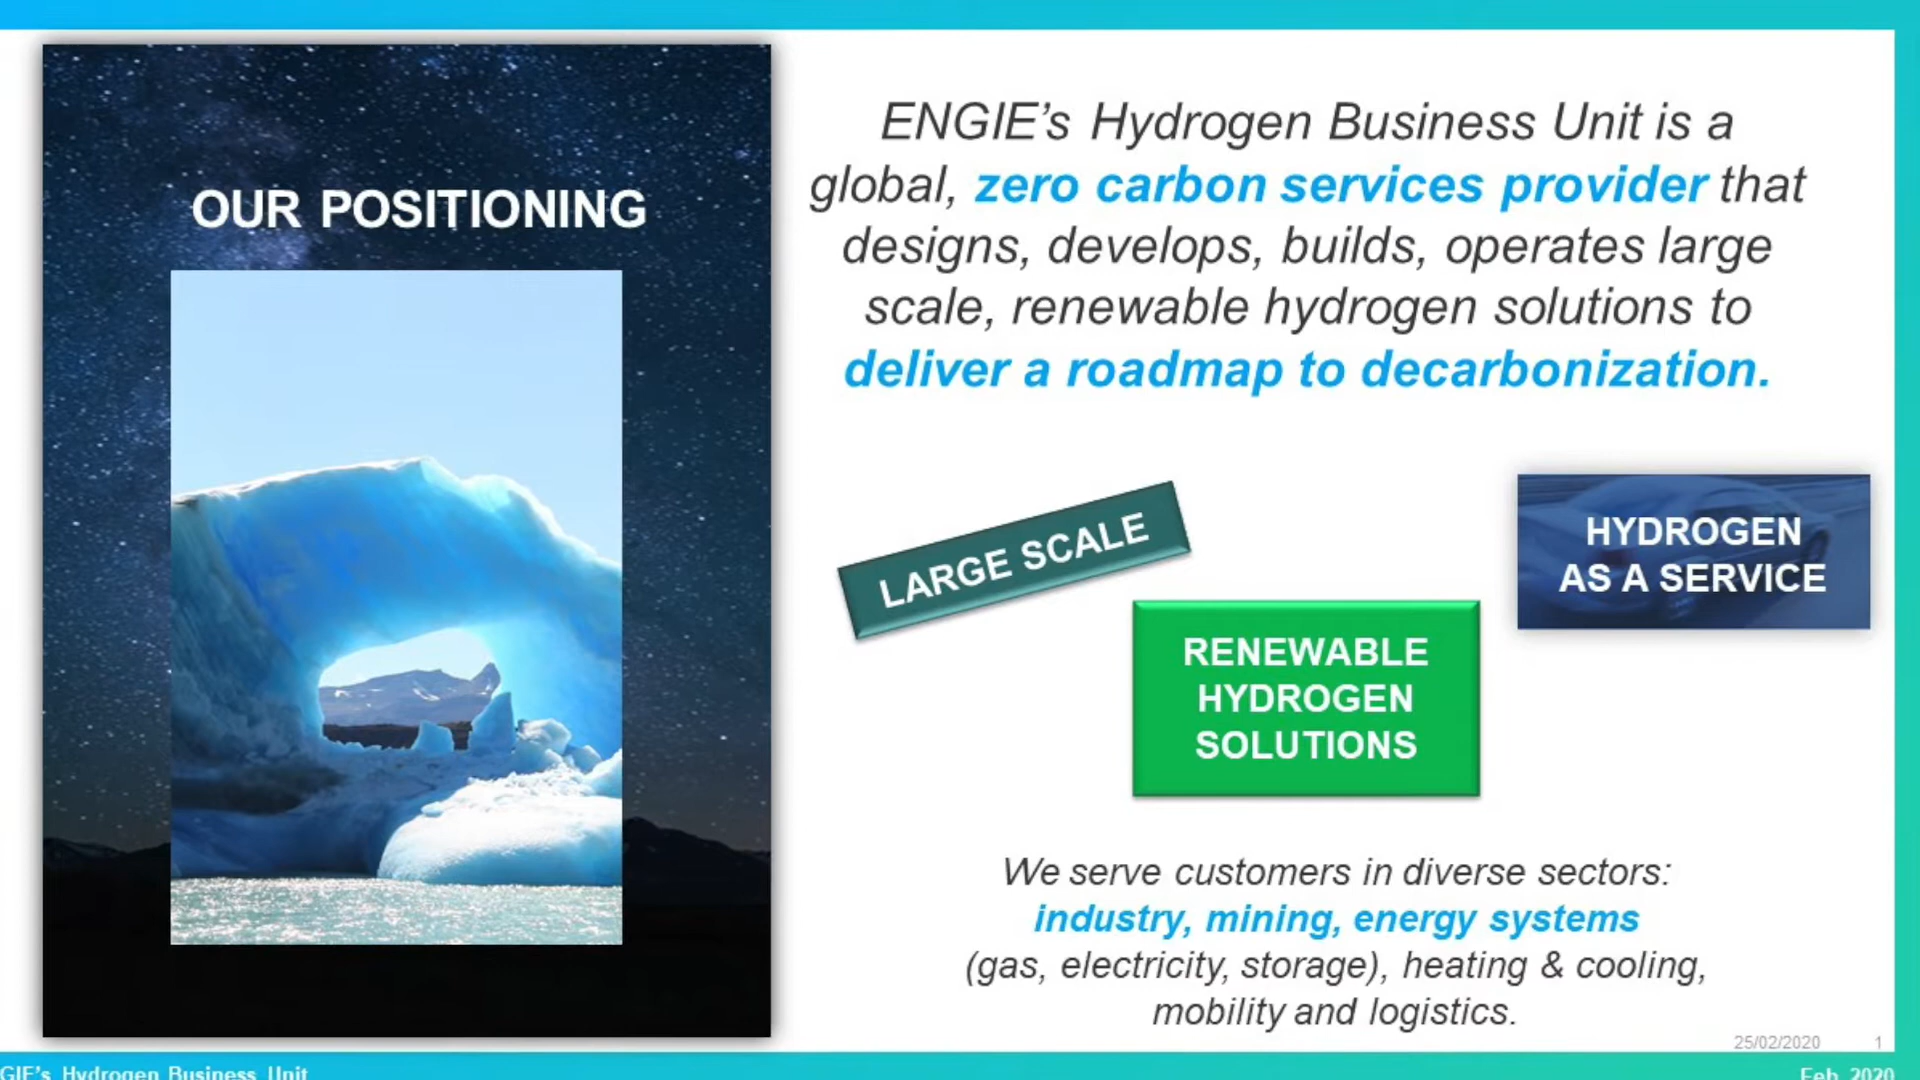 OUR POSITIONING
ENGIE’s Hydrogen Business Unit is a
global, zero carbon services provider that
designs, develops, builds, operates large
scale, renewable hydrogen solutions to
deliver a roadmap to decarbonization.
LARGE SCALE
HYDROGEN
AS A SERVICE
RENEWABLE
HYDROGEN
SOLUTIONS
We serve customers in diverse sectors:
industry, mining, energy systems
(gas, electricity, storage), heating & cooling,
mobility and logistics.
25/02/2020 1
GIE’s Hydrogen Business Unit
Feb 2020